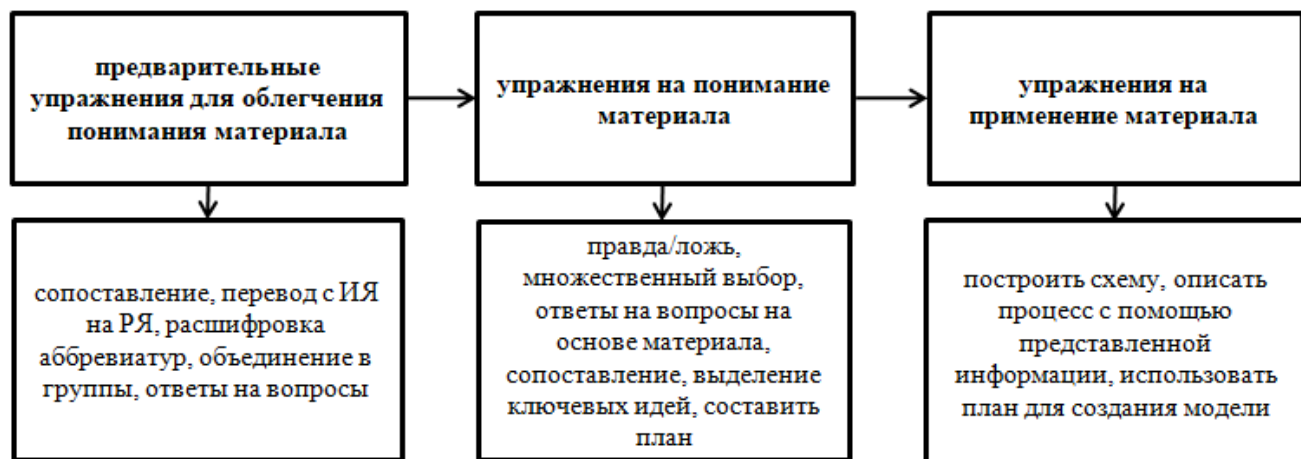 предварительные
упражнения для облегчения
понимания материала
упражнения на понимание
материала
упражнения на
применение материала
сопоставление, перевод с ИЯ
на РЯ, расшифровка
аббревиатур, объединение в
группы, ответы на вопросы
правда/ложь,
множественный выбор,
ответы на вопросы на
основе материала,
сопоставление, выделение
ключевых идей, составить
план
построить схему, описать
процесс с помощью
представленной
информации, использовать
план для создания модели